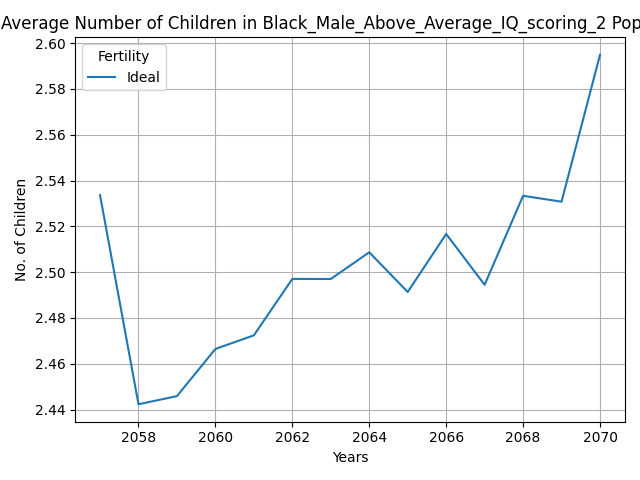 Average Number of Children in Black_Male_Above_Average_IQ_scoring_2 Pop
Fertility
Ideal
No. of Children
2.60
2.58
2.56
2.54
2.52
2.50
2.48
2.46
2.44
2058 2060 2062 2064 2066 2068 2070
Years